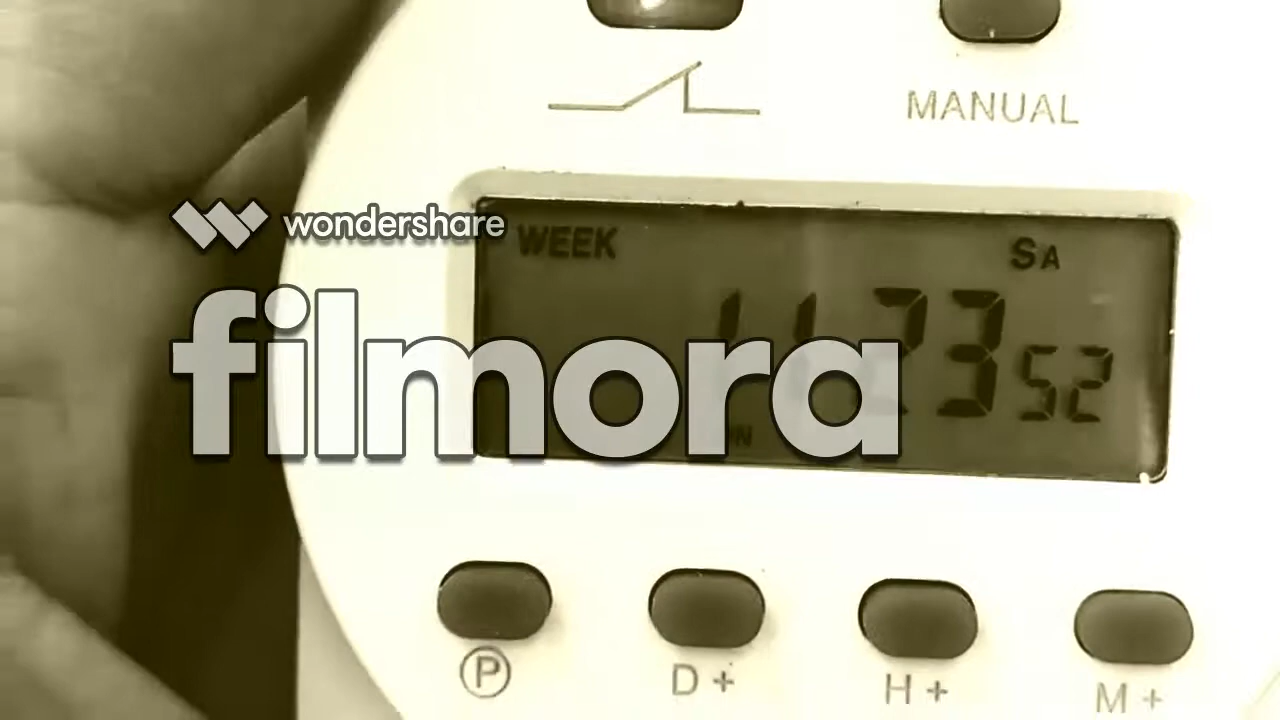 MANUAL
wondershare
filmora
WEEK
SA
11 23 52
P
D +
H +
M +